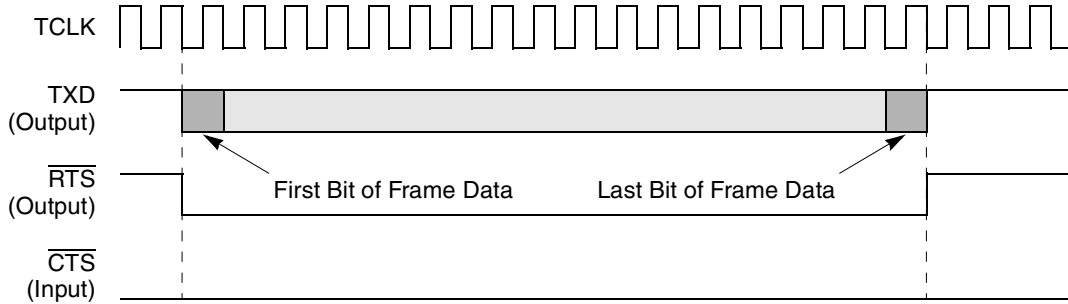 TCLK
TXD
(Output)
RTS
(Output)
First Bit of Frame Data
Last Bit of Frame Data
CTS
(Input)